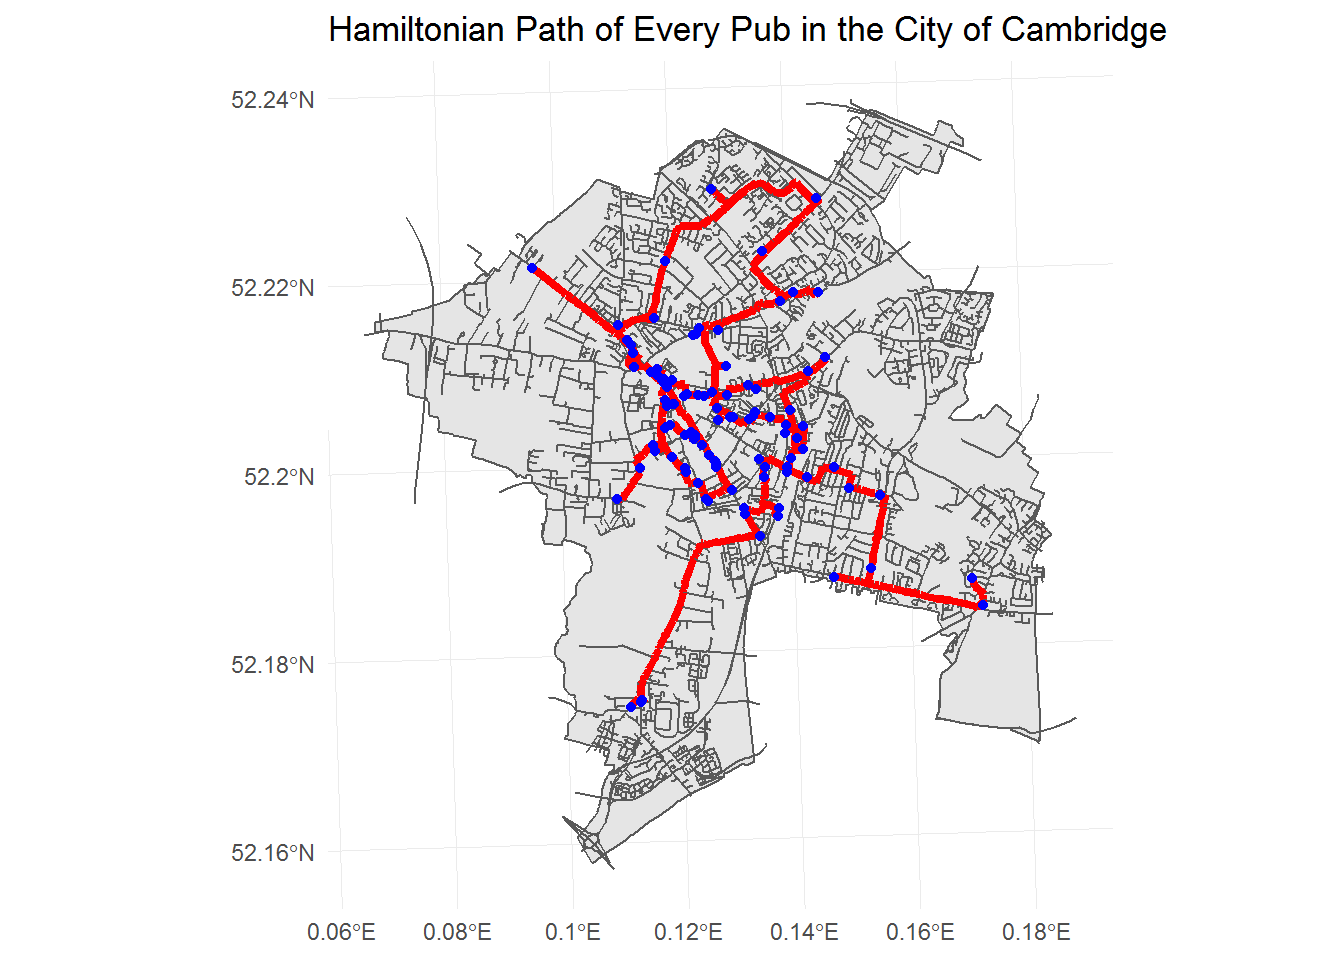 Hamiltonian Path of Every Pub in the City of Cambridge
52.24°N
52.22°N
52.2°N
52.18°N
52.16°N
0.06°E 0.08°E 0.1°E 0.12°E 0.14°E 0.16°E 0.18°E